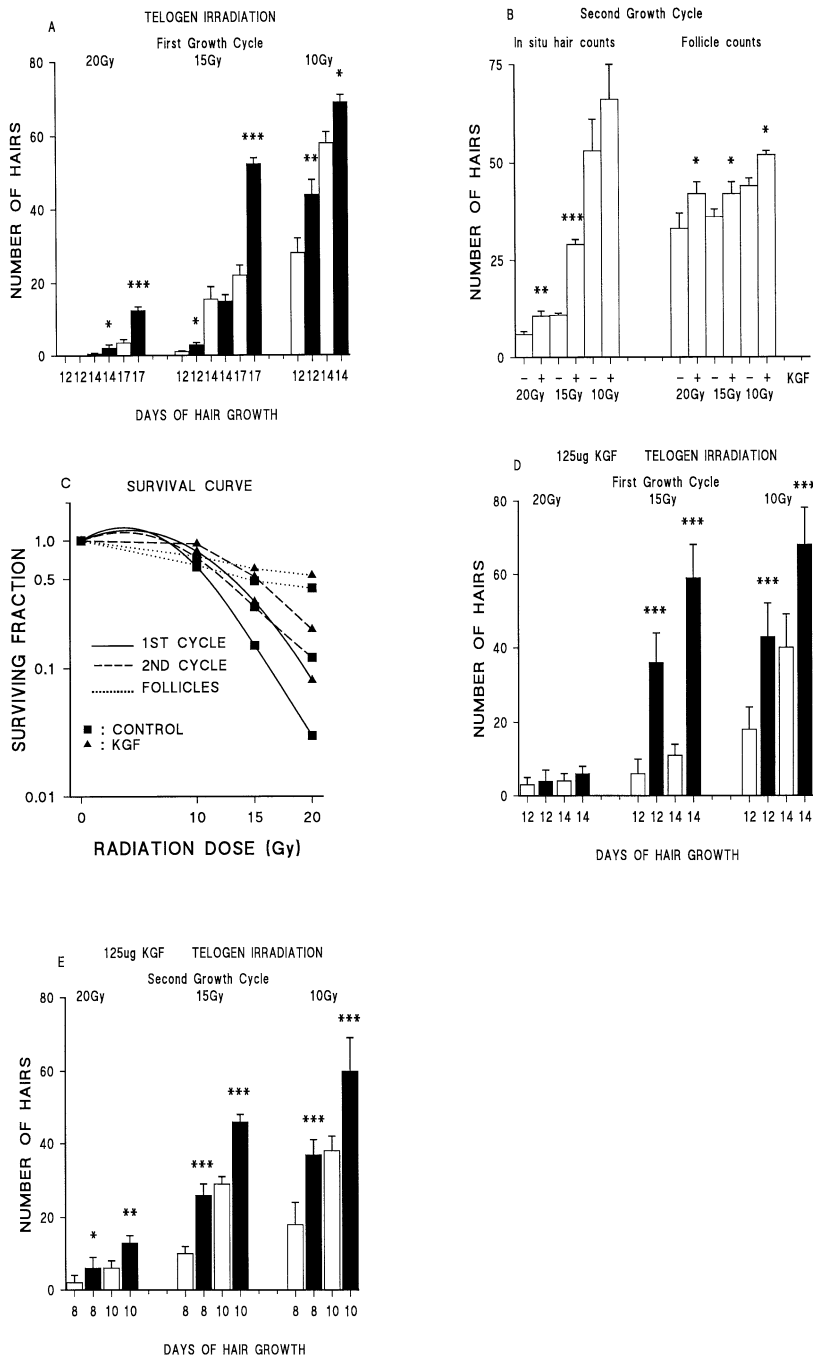 A
TELOGEN IRRADIATION
First Growth Cycle
20Gy 15Gy 10Gy
NUMBER OF HAIRS
80
60
40
20
0
* *** * *** ** *
12 12 14 14 17 17 12 12 14 14 17 17 12 12 14 14
DAYS OF HAIR GROWTH
B
Second Growth Cycle
In situ hair counts Follicle counts
NUMBER OF HAIRS
75
50
25
0
** *** * * *
− + − + − + − + − + − + KGF
20Gy 15Gy 10Gy 20Gy 15Gy 10Gy
C
SURVIVAL CURVE
SURVIVING FRACTION
1.0
0.5
0.1
0.01
1ST CYCLE
2ND CYCLE
FOLLICLES
: CONTROL
: KGF
0 10 15 20
RADIATION DOSE (Gy)
D
125ug KGF TELOGEN IRRADIATION
First Growth Cycle
20Gy 15Gy 10Gy
NUMBER OF HAIRS
80
60
40
20
0
*** *** *** ***
12 12 14 14 12 12 14 14 12 12 14 14
DAYS OF HAIR GROWTH
E
125ug KGF TELOGEN IRRADIATION
Second Growth Cycle
20Gy 15Gy 10Gy
NUMBER OF HAIRS
80
60
40
20
0
* ** *** *** *** ***
8 8 10 10 8 8 10 10 8 8 10 10
DAYS OF HAIR GROWTH